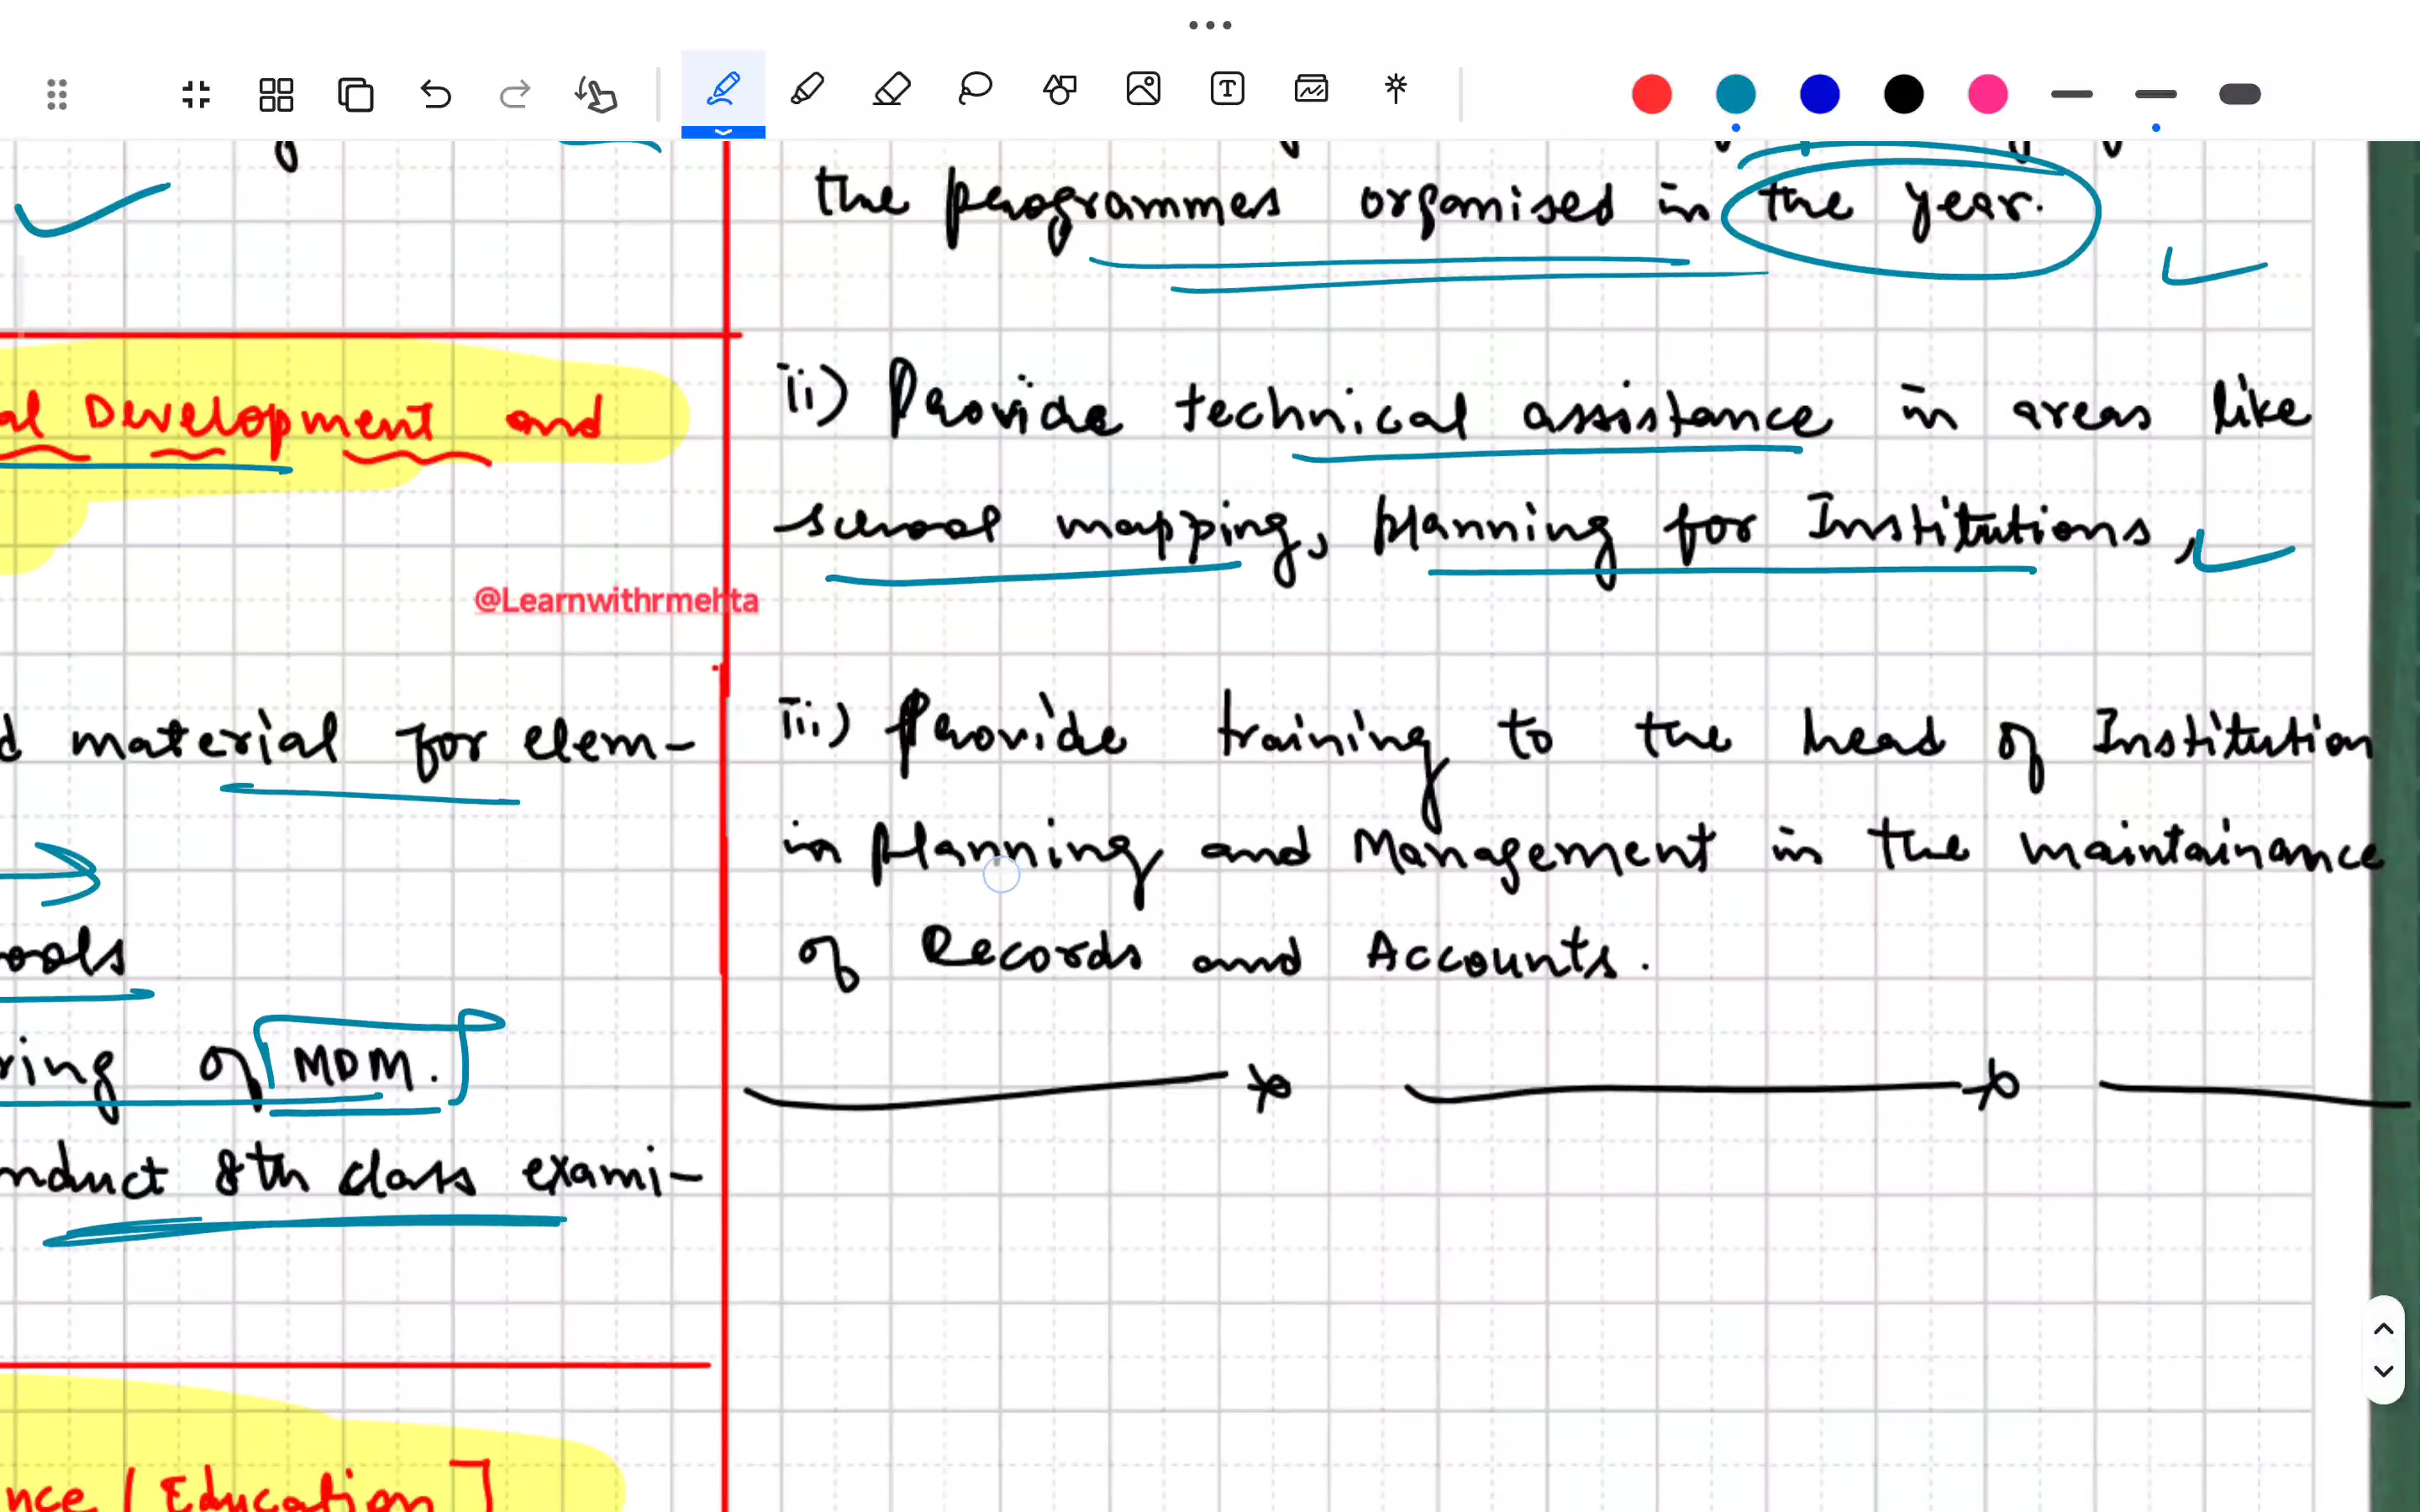 al Development and
@Learnwithrmehta
material for elem-
ools
ring of MDM.
nduct 8th class exami-
nce [Education]
the programmes organised in the year.
ii) Provide technical assistance in areas like
school mapping, planning for Institutions,
iii) Provide training to the head of Institution
in planning and Management in the maintainance
of Records and Accounts.